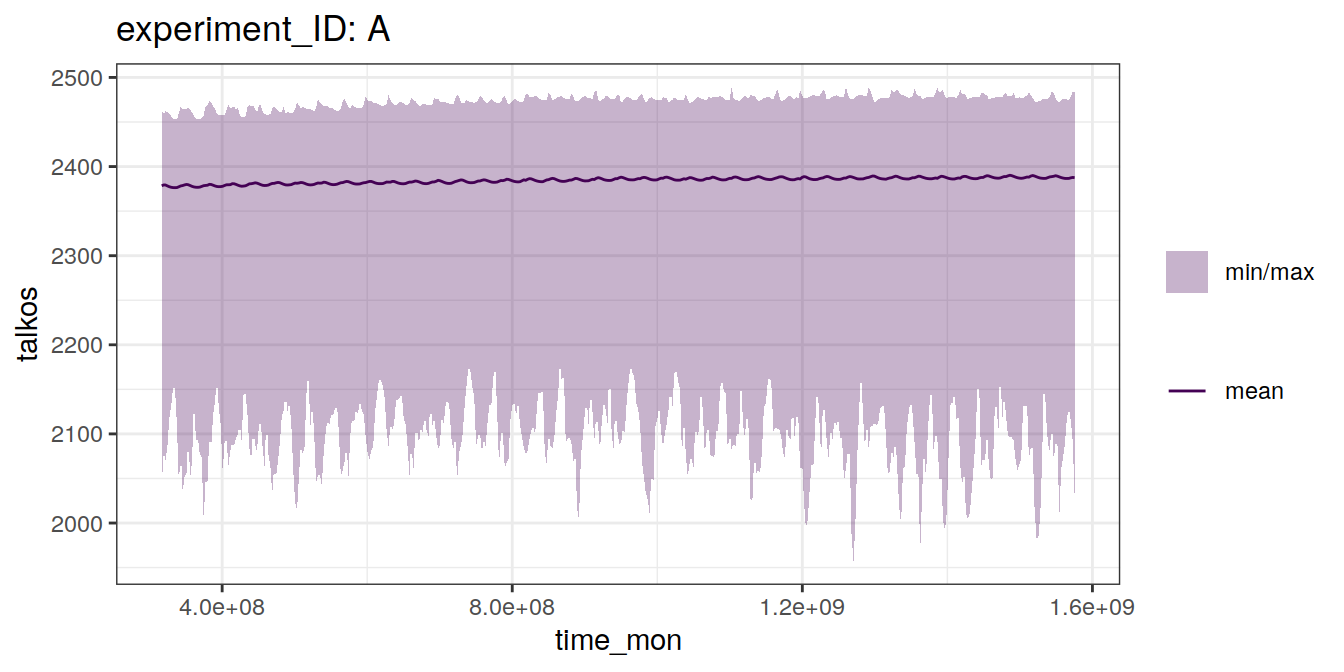 experiment_ID: A
2500
2400
2300
2200
2100
2000
talkos
4.0e+08 8.0e+08 1.2e+09 1.6e+09
time_mon
min/max
mean